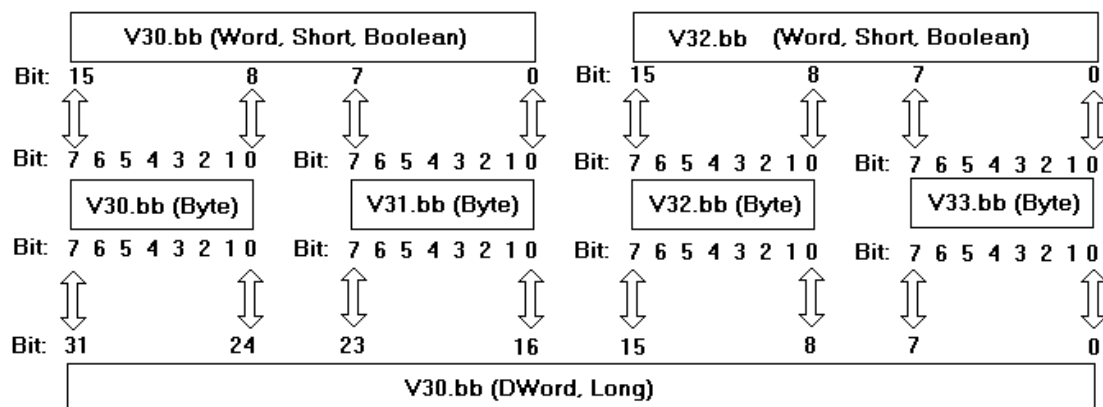 V30.bb (Word, Short, Boolean) V32.bb (Word, Short, Boolean)
Bit: 15 8 7 0 Bit: 15 8 7 0
Bit: 7 6 5 4 3 2 1 0 Bit: 7 6 5 4 3 2 1 0 Bit: 7 6 5 4 3 2 1 0 Bit: 7 6 5 4 3 2 1 0
V30.bb (Byte) V31.bb (Byte) V32.bb (Byte) V33.bb (Byte)
Bit: 7 6 5 4 3 2 1 0 Bit: 7 6 5 4 3 2 1 0 Bit: 7 6 5 4 3 2 1 0 Bit: 7 6 5 4 3 2 1 0
Bit: 31 24 23 16 15 8 7 0
V30.bb (DWord, Long)